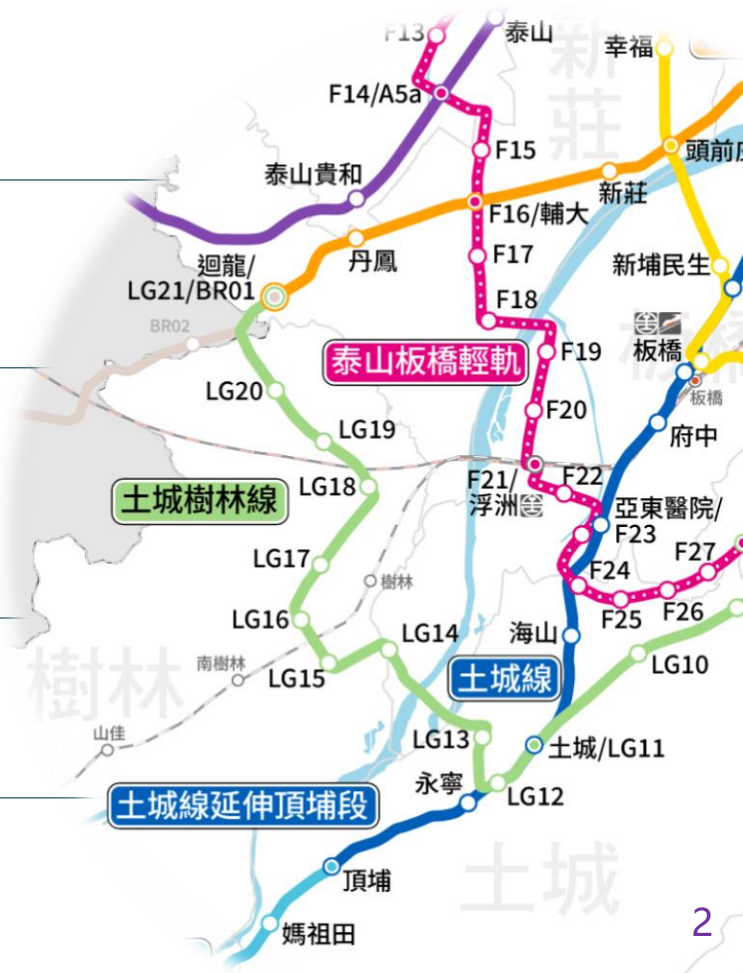 F13
泰山
新莊
幸福
F14/A5a
F15
頭前庄
泰山貴和
新莊
F16/輔大
丹鳳
F17
新埔民生
迴龍/
LG21/BR01
F18
BR02
板橋
泰山板橋輕軌
F19
板橋
板橋
LG20
F20
LG19
府中
F21/
浮洲
F22
LG18
土城樹林線
亞東醫院/
F23
LG17
F27
樹林
F24
LG16
F25
F26
海山
LG14
南樹林
LG15
LG10
樹林
土城線
山佳
LG13
土城/LG11
永寧
LG12
土城線延伸頂埔段
頂埔
土城
媽祖田
2